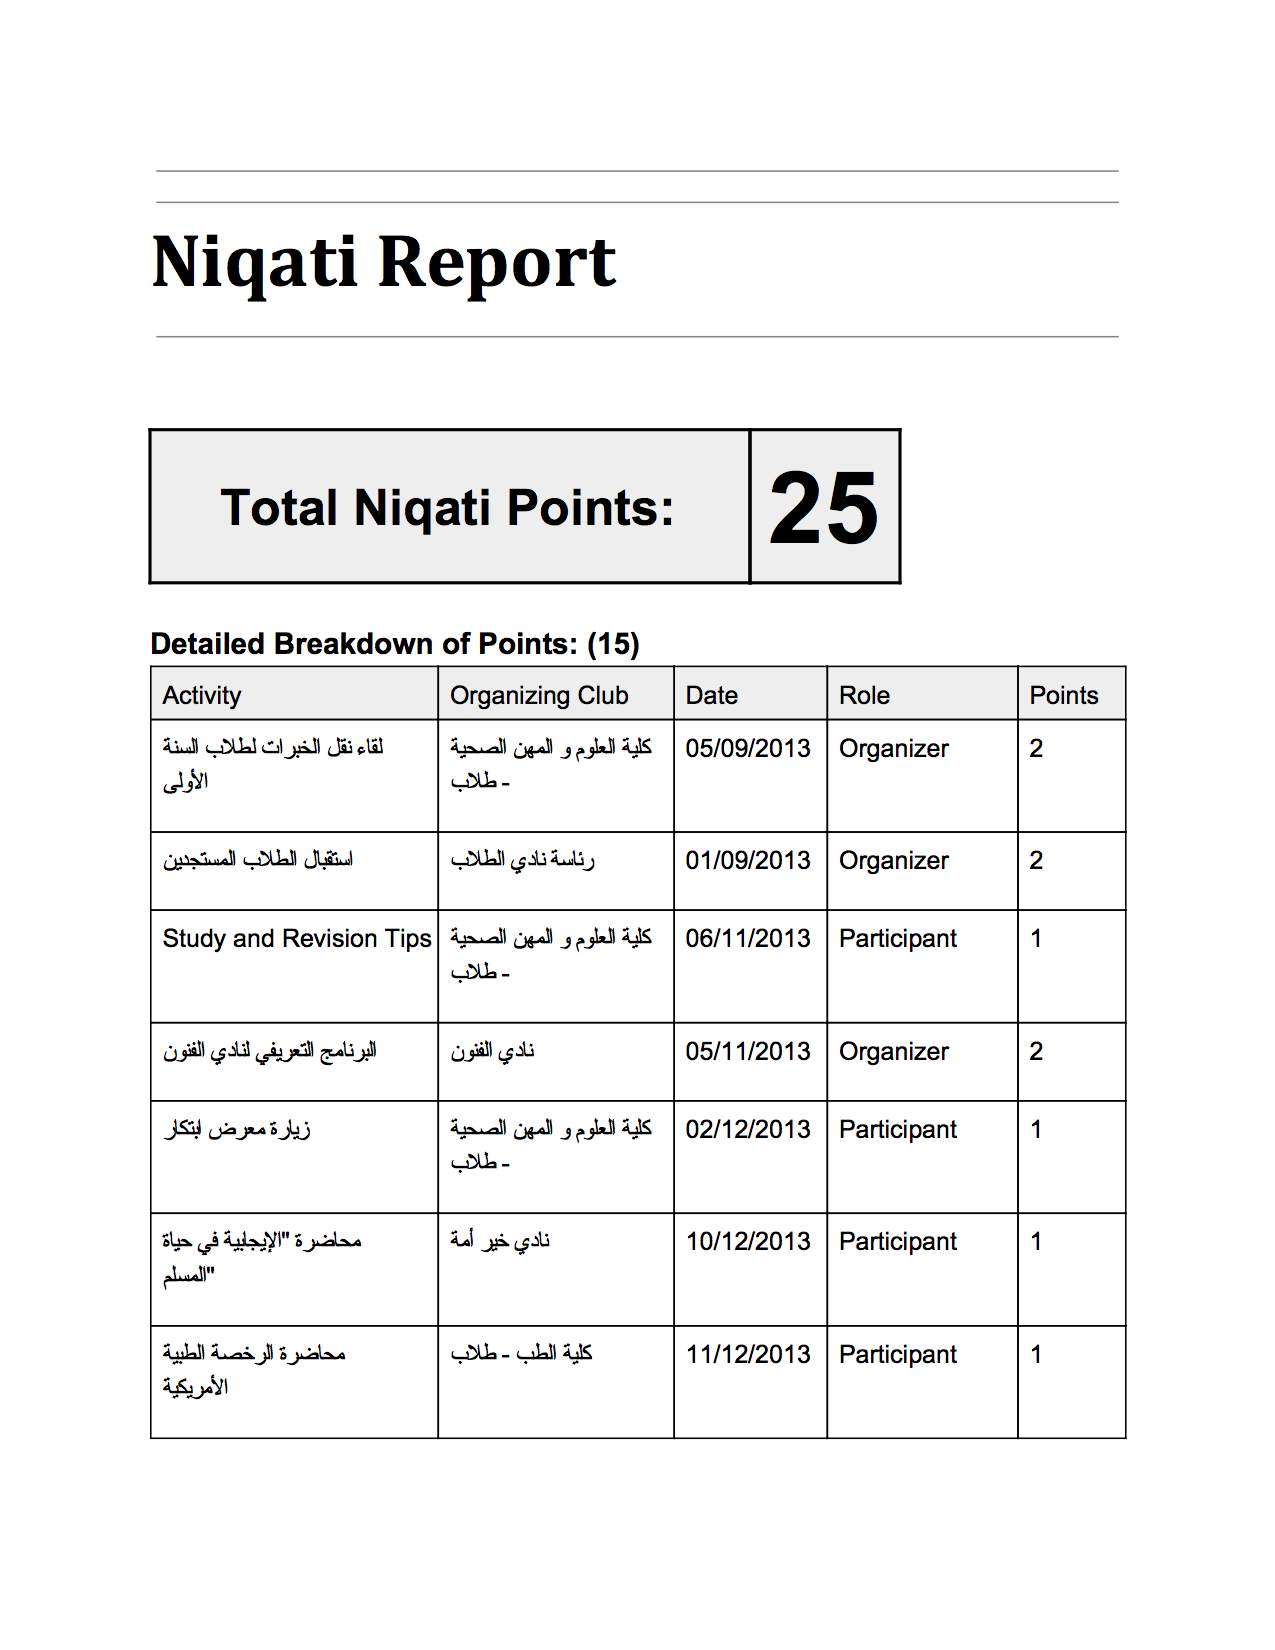 Niqati Report
Total Niqati Points:
25
Detailed Breakdown of Points: (15)
Activity Organizing Club Date Role Points
لقاء نقل الخبرات لطلاب السنة
الأولى
كلية العلوم و المهن الصحية
- طلاب
05/09/2013 Organizer 2
استقبال الطلاب المستجدين
رئاسة نادي الطلاب
01/09/2013 Organizer 2
Study and Revision Tips
كلية العلوم و المهن الصحية
- طلاب
06/11/2013 Participant 1
البرنامج التعريفي لنادي الفنون
نادي الفنون
05/11/2013 Organizer 2
زيارة معرض ابتكار
كلية العلوم و المهن الصحية
- طلاب
02/12/2013 Participant 1
محاضرة "الإيجابية في حياة
المسلم"
نادي خير أمة
10/12/2013 Participant 1
محاضرة الرخصة الطبية
الأمريكية
كلية الطب - طلاب
11/12/2013 Participant 1